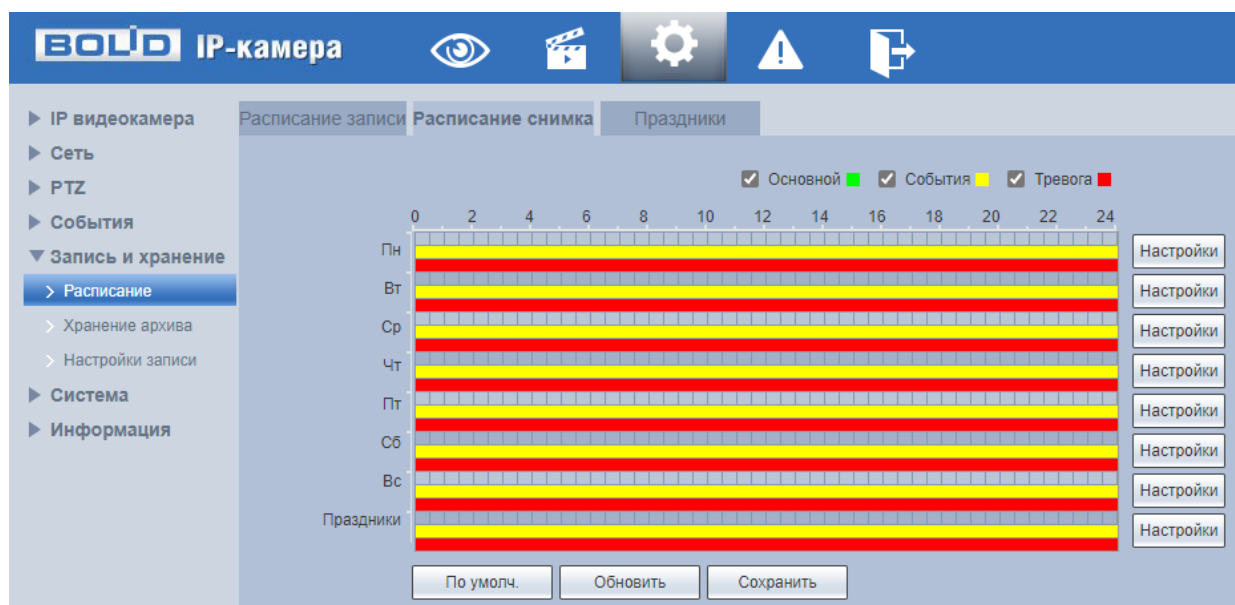 BOLID IP-камера
IP видеокамера
Сеть
PTZ
События
Запись и хранение
Расписание
Хранение архива
Настройки записи
Система
Информация
Расписание записи Расписание снимка Праздники
Основной События Тревога
0 2 4 6 8 10 12 14 16 18 20 22 24
Пн Настройки
Вт Настройки
Ср Настройки
Чт Настройки
Пт Настройки
Сб Настройки
Вс Настройки
Праздники Настройки
По умолч. Обновить Сохранить